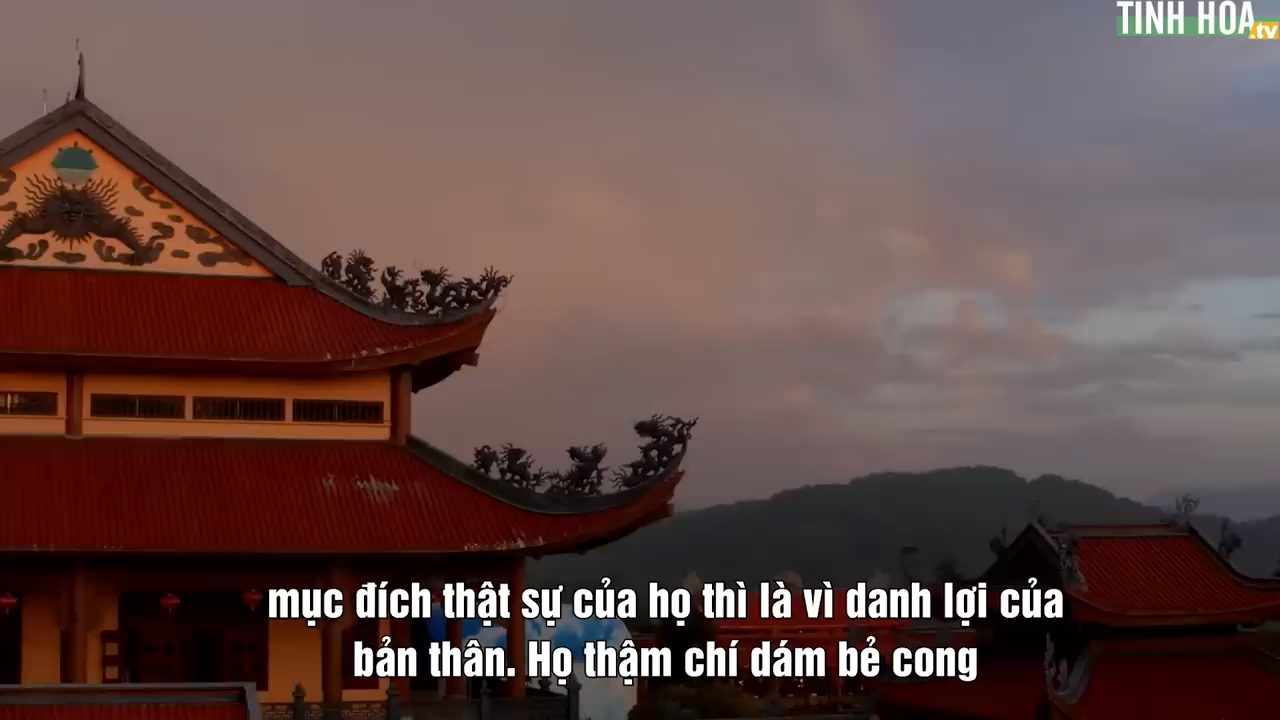 TINH HOA
.tv
mục đích thật sự của họ thì là vì danh lợi của
bản thân. Họ thậm chí dám bẻ cong